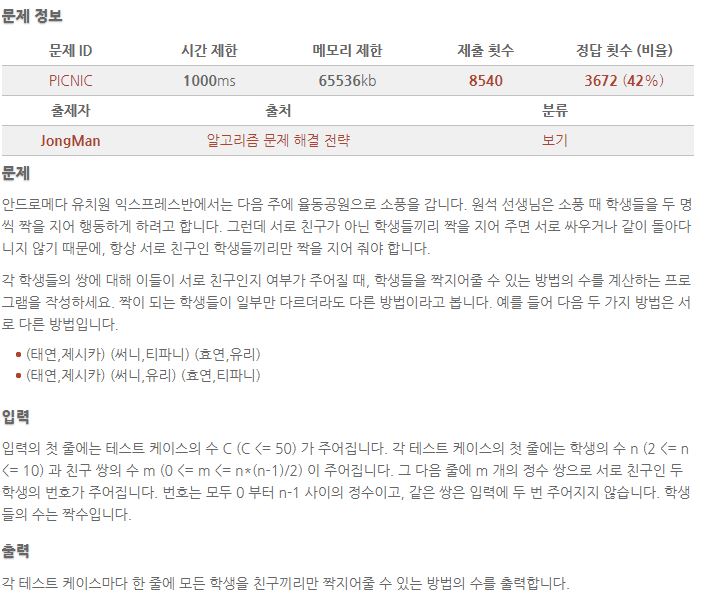 문제 정보
문제 ID 시간 제한 메모리 제한 제출 횟수 정답 횟수 (비율)
PICNIC 1000ms 65536kb 8540 3672 (42%)
출제자 출처 분류
JongMan 알고리즘 문제 해결 전략 보기
문제
안드로메다 유치원 익스프레스반에서는 다음 주에 율동공원으로 소풍을 갑니다. 원석 선생님은 소풍 때 학생들을 두 명
씩 짝을 지어 행동하게 하려고 합니다. 그런데 서로 친구가 아닌 학생들끼리 짝을 지어 주면 서로 싸우거나 같이 돌아다
니지 않기 때문에, 항상 서로 친구인 학생들끼리만 짝을 지어 줘야 합니다.
각 학생들의 쌍에 대해 이들이 서로 친구인지 여부가 주어질 때, 학생들을 짝지어줄 수 있는 방법의 수를 계산하는 프로
그램을 작성하세요. 짝이 되는 학생들이 일부만 다르더라도 다른 방법이라고 봅니다. 예를 들어 다음 두 가지 방법은 서
로 다른 방법입니다.
• (태연,제시카) (써니,티파니) (효연,유리)
• (태연,제시카) (써니,유리) (효연,티파니)
입력
입력의 첫 줄에는 테스트 케이스의 수 C (C <= 50) 가 주어집니다. 각 테스트 케이스의 첫 줄에는 학생의 수 n (2 <= n
<= 10) 과 친구 쌍의 수 m (0 <= m <= n*(n-1)/2) 이 주어집니다. 그 다음 줄에 m 개의 정수 쌍으로 서로 친구인 두
학생의 번호가 주어집니다. 번호는 모두 0 부터 n-1 사이의 정수이고, 같은 쌍은 입력에 두 번 주어지지 않습니다. 학생
들의 수는 짝수입니다.
출력
각 테스트 케이스마다 한 줄에 모든 학생을 친구끼리만 짝지어줄 수 있는 방법의 수를 출력합니다.